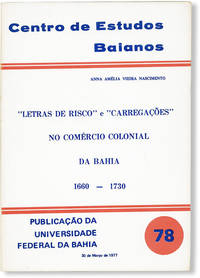 Centro de Estudos
Baianos
ANNA AMÉLIA VIEIRA NASCIMENTO
"LETRAS DE RISCO" e "CARREGAÇÕES"
NO COMÉRCIO COLONIAL
DA BAHIA
1660 — 1730
PUBLICAÇÃO DA
UNIVERSIDADE
FEDERAL DA BAHIA
78
30 de Março de 1977